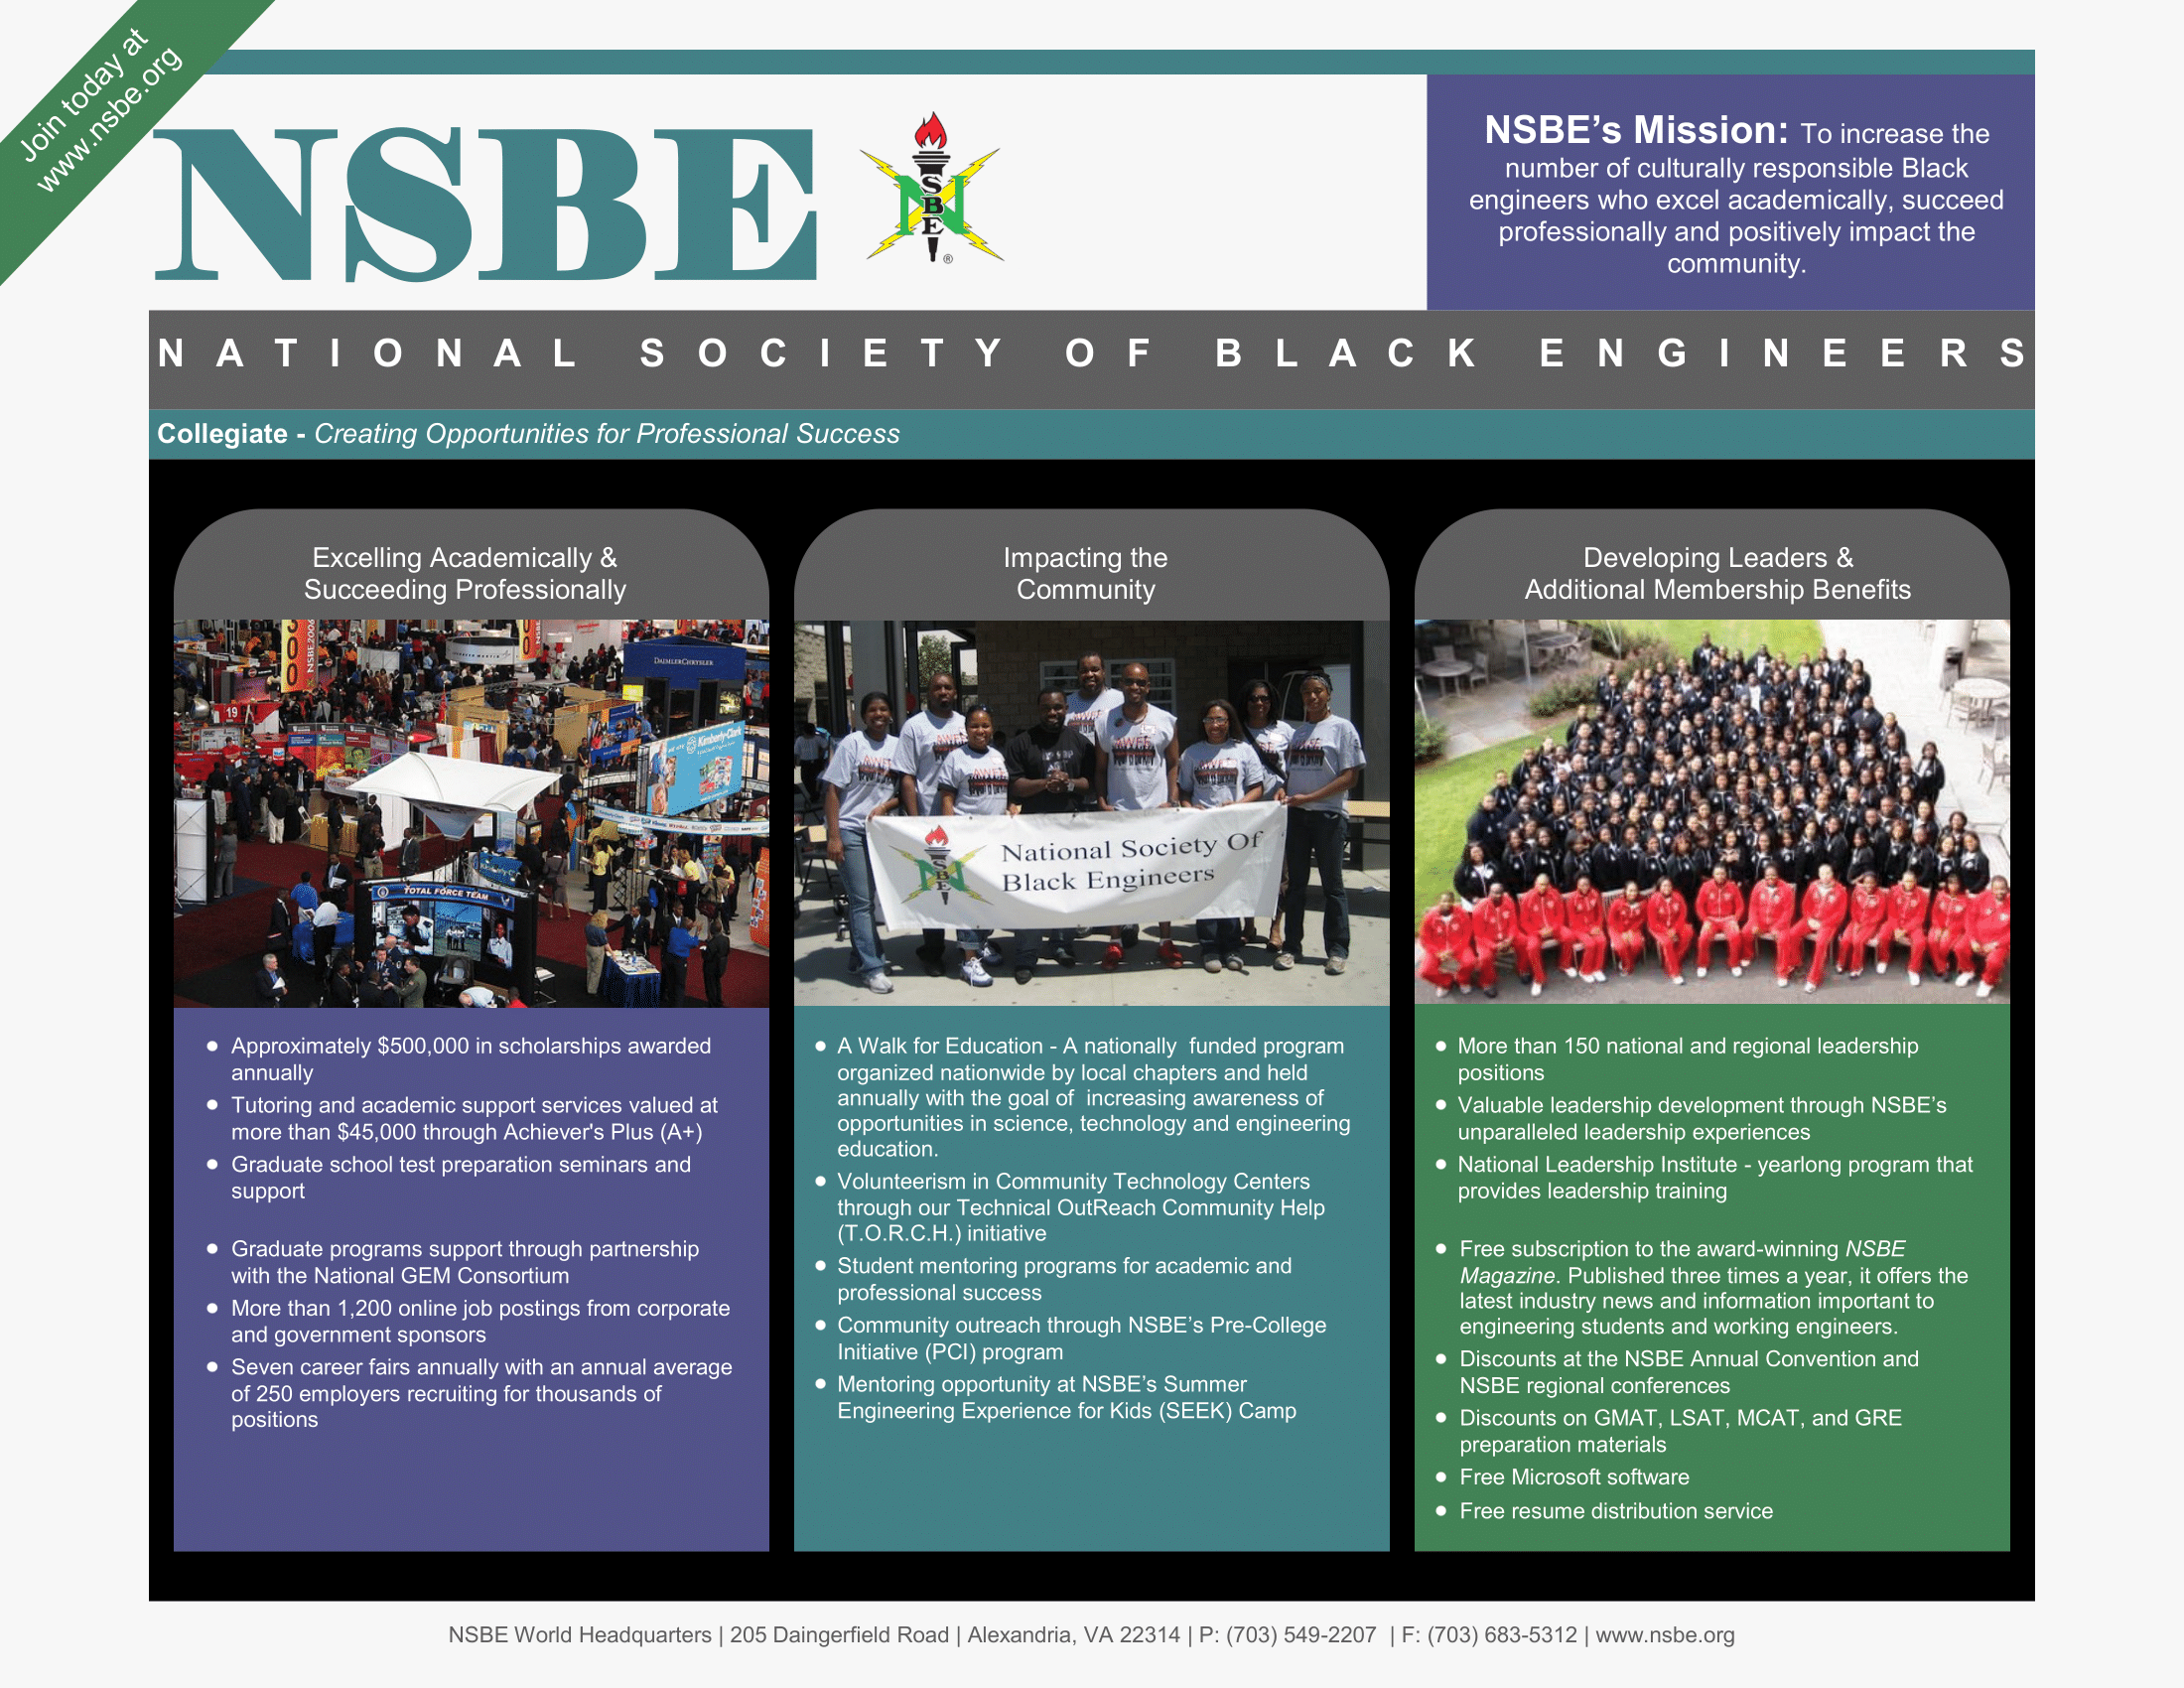 Join today at
www.nsbe.org
NSBE
NSBE
®
NSBE's Mission: To increase the
number of culturally responsible Black
engineers who excel academically, succeed
professionally and positively impact the
community.
NATIONAL SOCIETY OF BLACK ENGINEERS
Collegiate - Creating Opportunities for Professional Success
Excelling Academically &
Succeeding Professionally
NSBE2006
DAIMLERCHRYSLER
19
Kimberly-Clark
TOTAL FORCE TEAM
• Approximately $500,000 in scholarships awarded
annually
• Tutoring and academic support services valued at
more than $45,000 through Achiever's Plus (A+)
• Graduate school test preparation seminars and
support
• Graduate programs support through partnership
with the National GEM Consortium
• More than 1,200 online job postings from corporate
and government sponsors
• Seven career fairs annually with an annual average
of 250 employers recruiting for thousands of
positions
Impacting the
Community
NSBE
National Society Of
Black Engineers
• A Walk for Education - A nationally  funded program
organized nationwide by local chapters and held
annually with the goal of  increasing awareness of
opportunities in science, technology and engineering
education.
• Volunteerism in Community Technology Centers
through our Technical OutReach Community Help
(T.O.R.C.H.) initiative
• Student mentoring programs for academic and
professional success
• Community outreach through NSBE's Pre-College
Initiative (PCI) program
• Mentoring opportunity at NSBE's Summer
Engineering Experience for Kids (SEEK) Camp
Developing Leaders &
Additional Membership Benefits
• More than 150 national and regional leadership
positions
• Valuable leadership development through NSBE's
unparalleled leadership experiences
• National Leadership Institute - yearlong program that
provides leadership training
• Free subscription to the award-winning NSBE
Magazine. Published three times a year, it offers the
latest industry news and information important to
engineering students and working engineers.
• Discounts at the NSBE Annual Convention and
NSBE regional conferences
• Discounts on GMAT, LSAT, MCAT, and GRE
preparation materials
• Free Microsoft software
• Free resume distribution service
NSBE World Headquarters | 205 Daingerfield Road | Alexandria, VA 22314 | P: (703) 549-2207  | F: (703) 683-5312 | www.nsbe.org